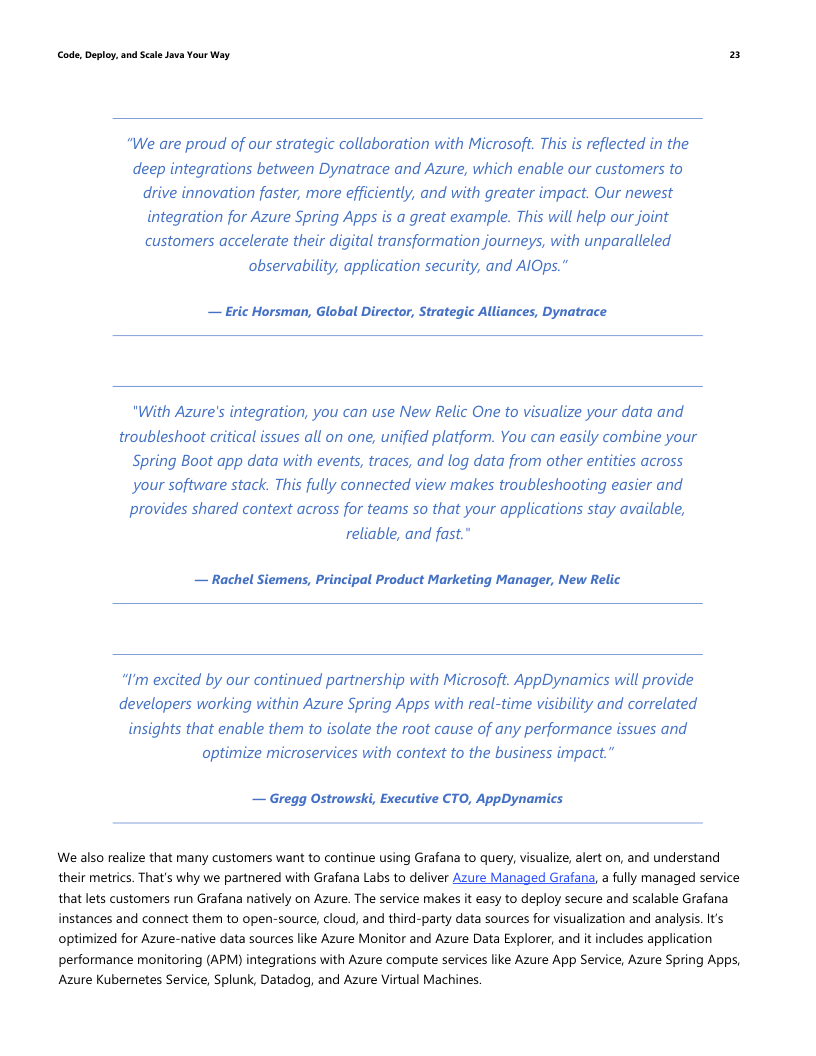 Code, Deploy, and Scale Java Your Way 23
“We are proud of our strategic collaboration with Microsoft. This is reflected in the
deep integrations between Dynatrace and Azure, which enable our customers to
drive innovation faster, more efficiently, and with greater impact. Our newest
integration for Azure Spring Apps is a great example. This will help our joint
customers accelerate their digital transformation journeys, with unparalleled
observability, application security, and AIOps.”
— Eric Horsman, Global Director, Strategic Alliances, Dynatrace
"With Azure's integration, you can use New Relic One to visualize your data and
troubleshoot critical issues all on one, unified platform. You can easily combine your
Spring Boot app data with events, traces, and log data from other entities across
your software stack. This fully connected view makes troubleshooting easier and
provides shared context across for teams so that your applications stay available,
reliable, and fast."
— Rachel Siemens, Principal Product Marketing Manager, New Relic
“I’m excited by our continued partnership with Microsoft. AppDynamics will provide
developers working within Azure Spring Apps with real-time visibility and correlated
insights that enable them to isolate the root cause of any performance issues and
optimize microservices with context to the business impact.”
— Gregg Ostrowski, Executive CTO, AppDynamics
We also realize that many customers want to continue using Grafana to query, visualize, alert on, and understand
their metrics. That’s why we partnered with Grafana Labs to deliver Azure Managed Grafana, a fully managed service
that lets customers run Grafana natively on Azure. The service makes it easy to deploy secure and scalable Grafana
instances and connect them to open-source, cloud, and third-party data sources for visualization and analysis. It’s
optimized for Azure-native data sources like Azure Monitor and Azure Data Explorer, and it includes application
performance monitoring (APM) integrations with Azure compute services like Azure App Service, Azure Spring Apps,
Azure Kubernetes Service, Splunk, Datadog, and Azure Virtual Machines.